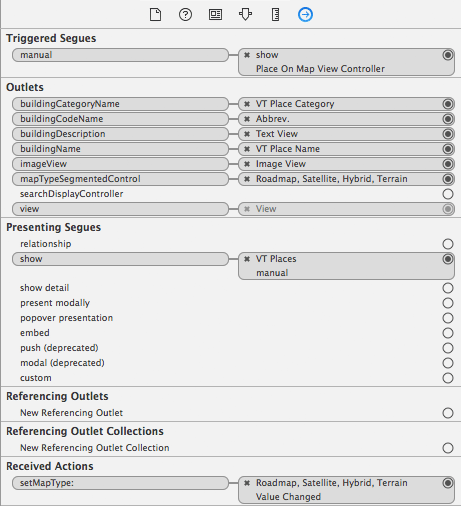 Triggered Segues
manual ✖ show
Place On Map View Controller
Outlets
buildingCategoryName ✖ VT Place Category
buildingCodeName ✖ Abbrev.
buildingDescription ✖ Text View
buildingName ✖ VT Place Name
imageView ✖ Image View
mapTypeSegmentedControl ✖ Roadmap, Satellite, Hybrid, Terrain
searchDisplayController
view ✖ View
Presenting Segues
relationship
show ✖ VT Places
manual
show detail
present modally
popover presentation
embed
push (deprecated)
modal (deprecated)
custom
Referencing Outlets
New Referencing Outlet
Referencing Outlet Collections
New Referencing Outlet Collection
Received Actions
setMapType: ✖ Roadmap, Satellite, Hybrid, Terrain
Value Changed